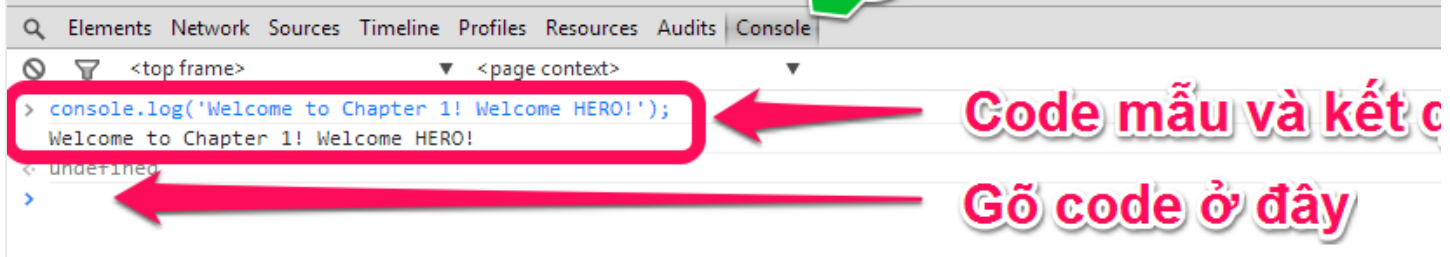 Elements Network Sources Timeline Profiles Resources Audits Console
<top frame> ▼ <page context> ▼
> console.log('Welcome to Chapter 1! Welcome HERO!');
Welcome to Chapter 1! Welcome HERO!
Code mẫu và kết
undefined
>
Gõ code ở đây